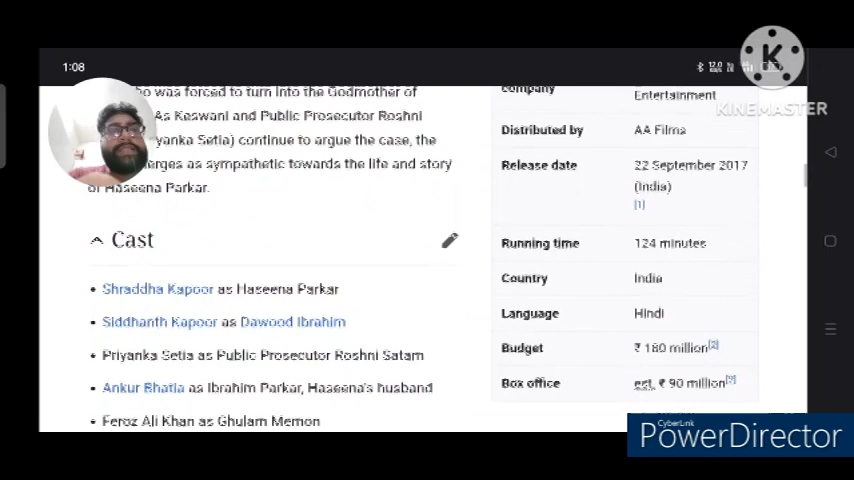 1:08
KINEMASTER
who was forced to turn into the Godmother of
As Keswani and Public Prosecutor Roshni
yanka Setia) continue to argue the case, the
erges as sympathetic towards the life and story
of Haseena Parkar.
Cast
• Shraddha Kapoor as Haseena Parkar
• Siddhanth Kapoor as Dawood Ibrahim
• Priyanka Setia as Public Prosecutor Roshni Satam
• Ankur Bhatia as Ibrahim Parkar, Haseena's husband
• Feroz Ali Khan as Ghulam Memon
company
Entertainment
Distributed by AA Films
Release date 22 September 2017
(India)
[1]
Running time 124 minutes
Country India
Language Hindi
Budget ₹ 180 million[2]
Box office est. ₹ 90 million[2]
CyberLink
PowerDirector